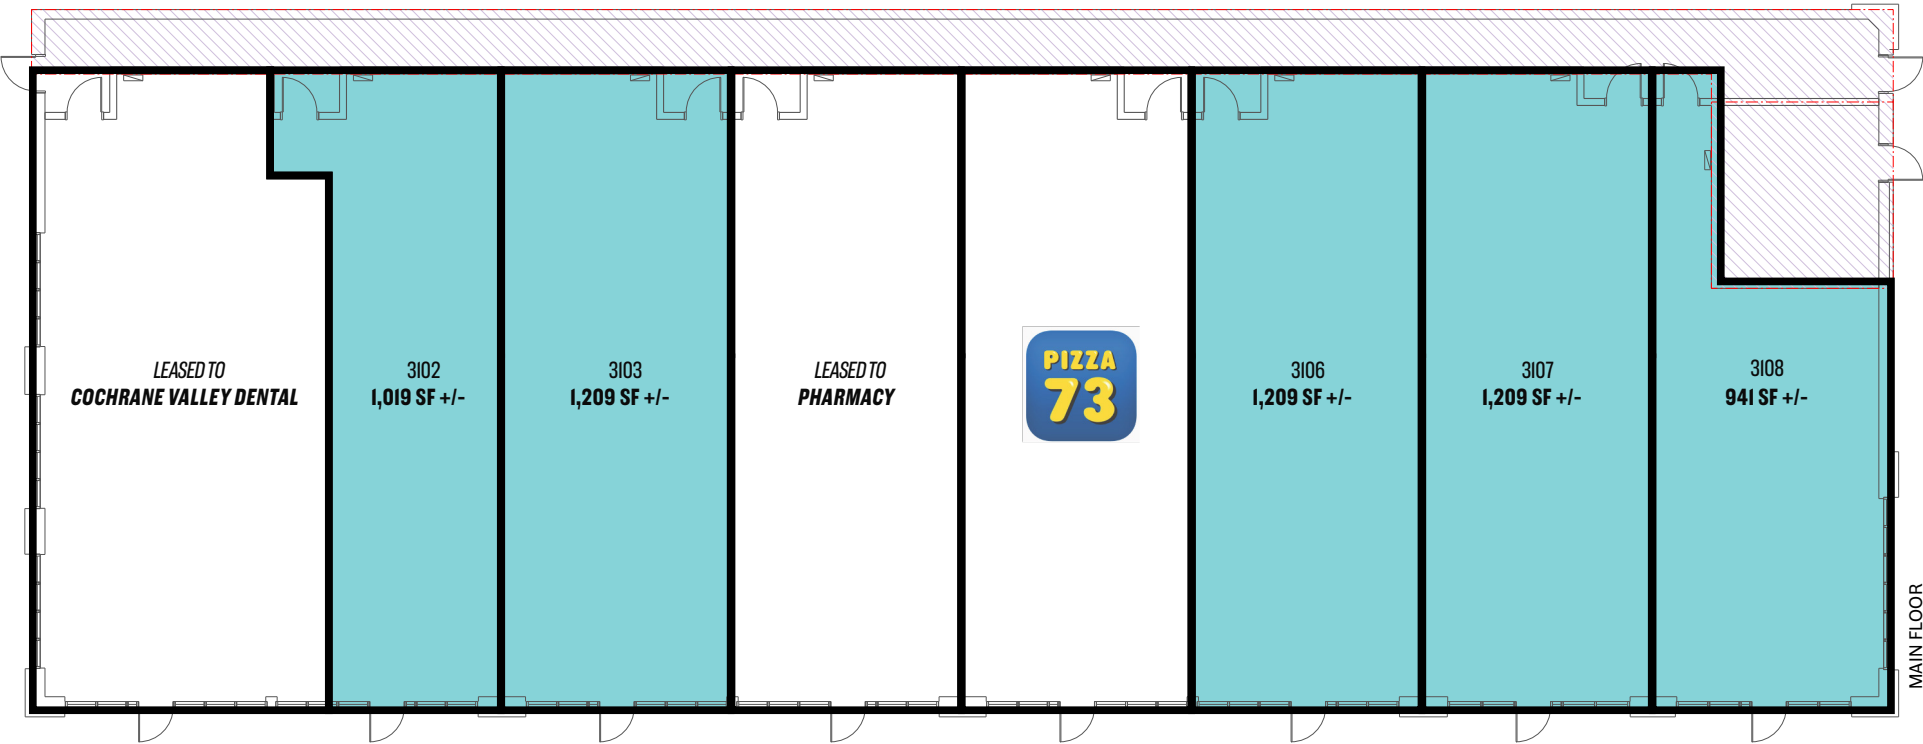 LEASED TO
COCHRANE VALLEY DENTAL
3102
1,019 SF +/-
3103
1,209 SF +/-
LEASED TO
PHARMACY
PIZZA
73
3106
1,209 SF +/-
3107
1,209 SF +/-
3108
941 SF +/-
MAIN FLOOR